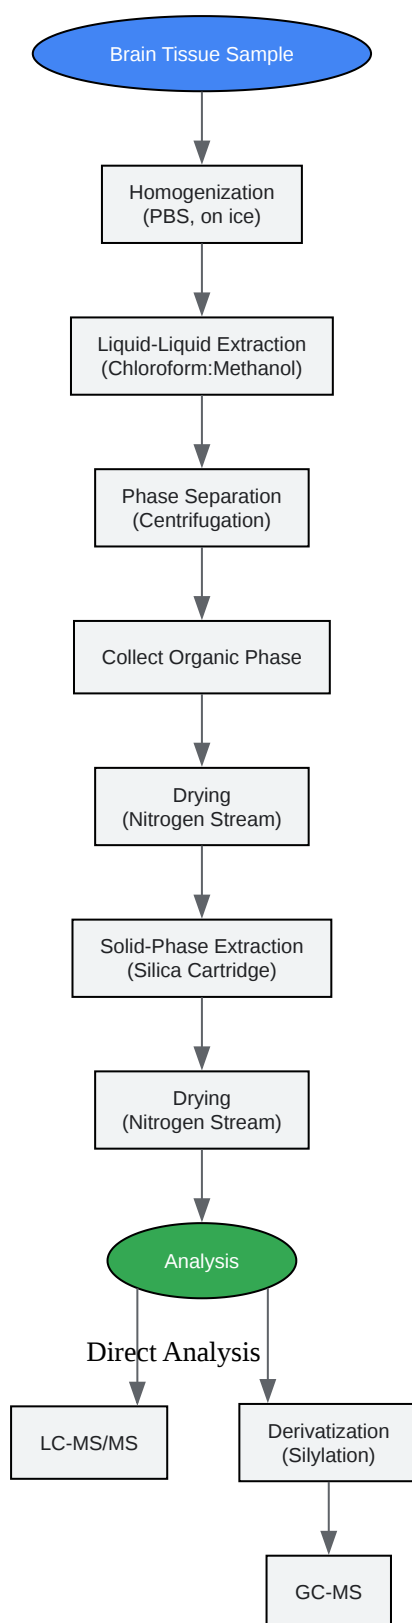 Brain Tissue Sample
Homogenization
(PBS, on ice)
Liquid-Liquid Extraction
(Chloroform:Methanol)
Phase Separation
(Centrifugation)
Collect Organic Phase
Drying
(Nitrogen Stream)
Solid-Phase Extraction
(Silica Cartridge)
Drying
(Nitrogen Stream)
Analysis
Direct Analysis
LC-MS/MS
Derivatization
(Silylation)
GC-MS